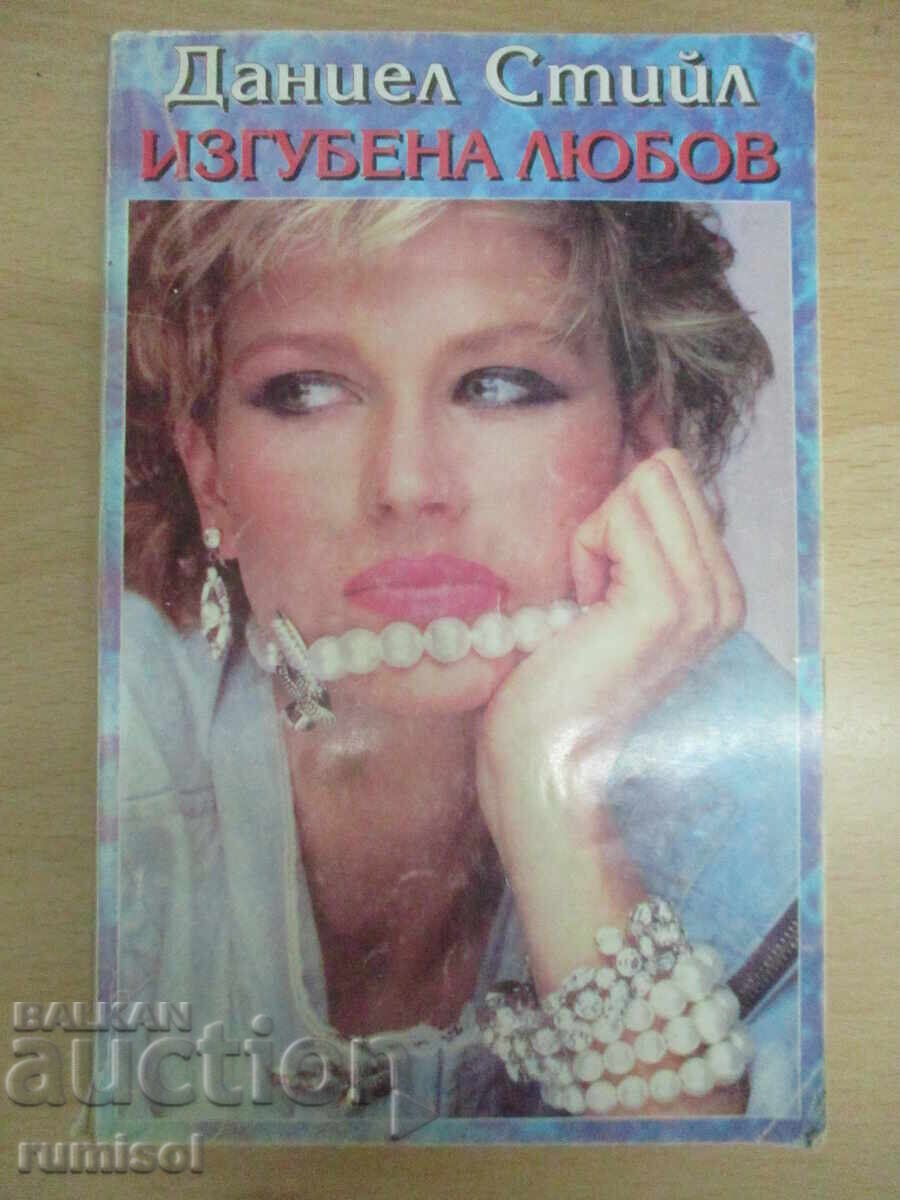 Даниел Стийл
ИЗГУБЕНА ЛЮБОВ
BALKAN
auction
rumisol